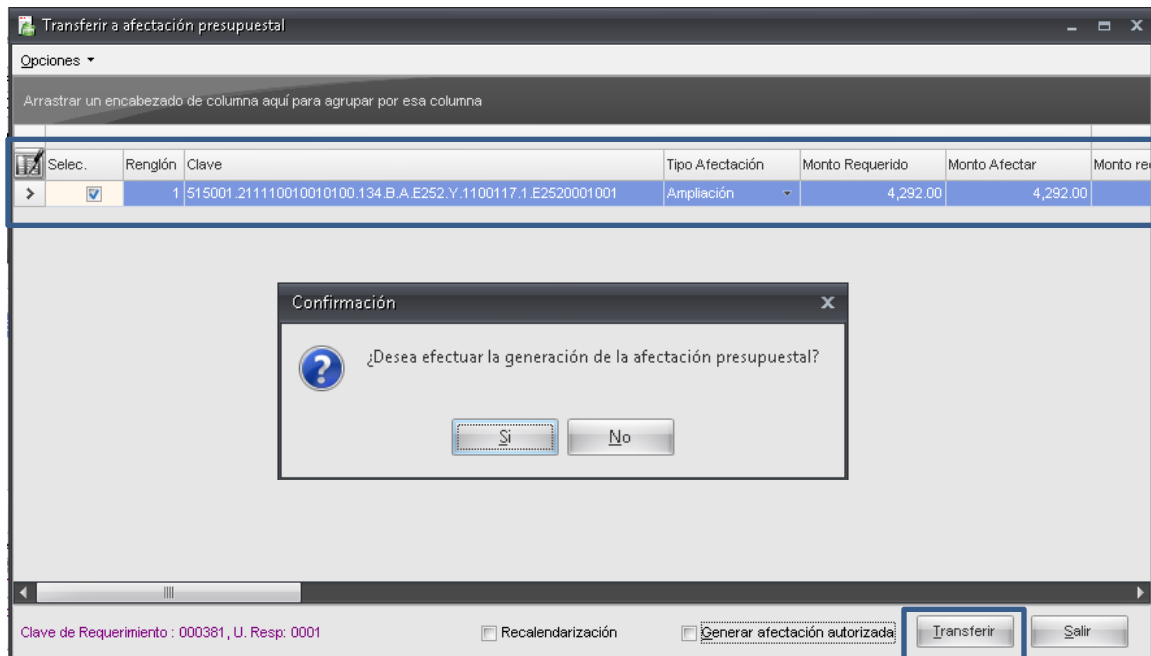 Transferir a afectación presupuestal
Opciones
Arrastrar un encabezado de columna aquí para agrupar por esa columna
Selec. Renglón Clave Tipo Afectación Monto Requerido Monto Afectar Monto re
1 515001.211110010010100.134.B.A.E252.Y.1100117.1.E2520001001 Ampliación 4,292.00 4,292.00
Confirmación
¿Desea efectuar la generación de la afectación presupuestal?
Si No
Clave de Requerimiento : 000381, U. Resp: 0001 Recalendarización Generar afectación autorizada Transferir Salir